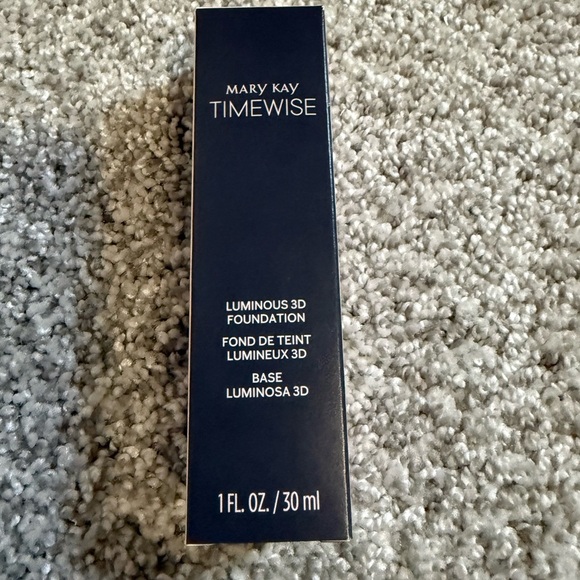 MARY KAY
TIMEWISE
LUMINOUS 3D
FOUNDATION
FOND DE TEINT
LUMINEUX 3D
BASE
LUMINOSA 3D
1 FL. OZ. / 30 ml